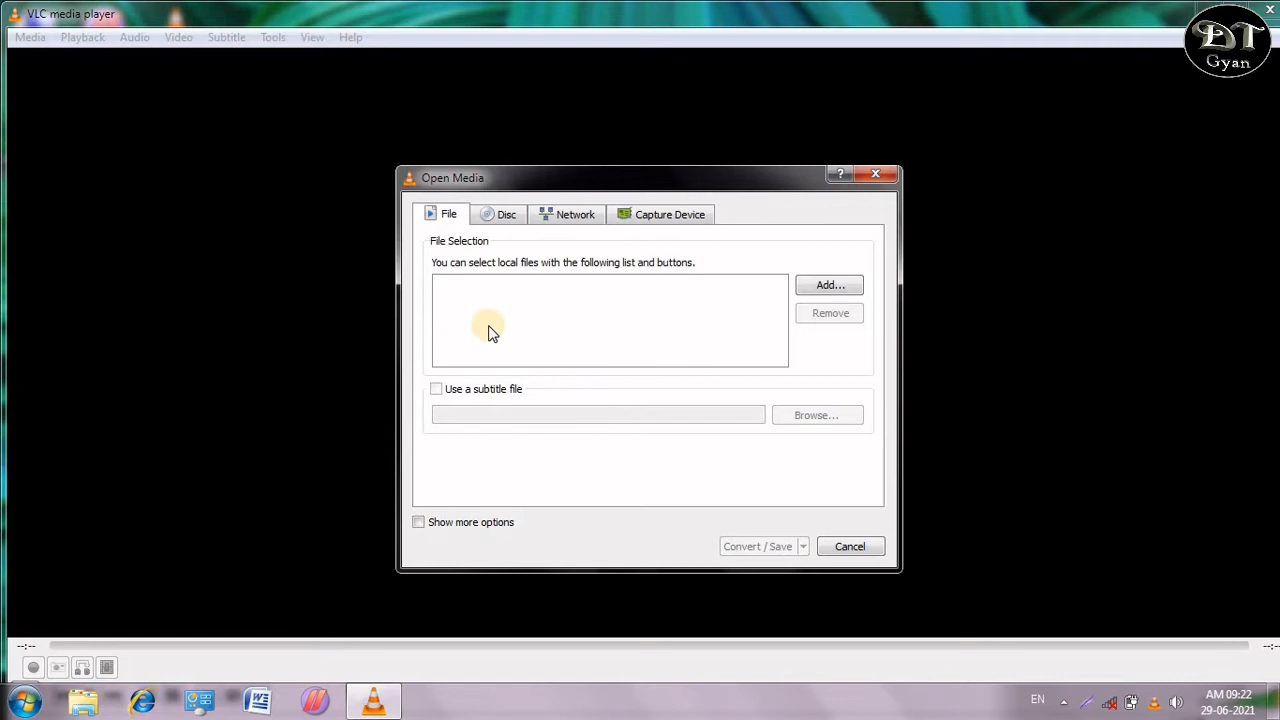 VLC media player
Media Playback Audio Video Subtitle Tools View Help
DT
Gyan
Open Media
?
File Disc Network Capture Device
File Selection
You can select local files with the following list and buttons.
Add...
Remove
Use a subtitle file
Browse...
Show more options
Convert / Save Cancel
--:-- --:--
EN
AM 09:22
29-06-2021